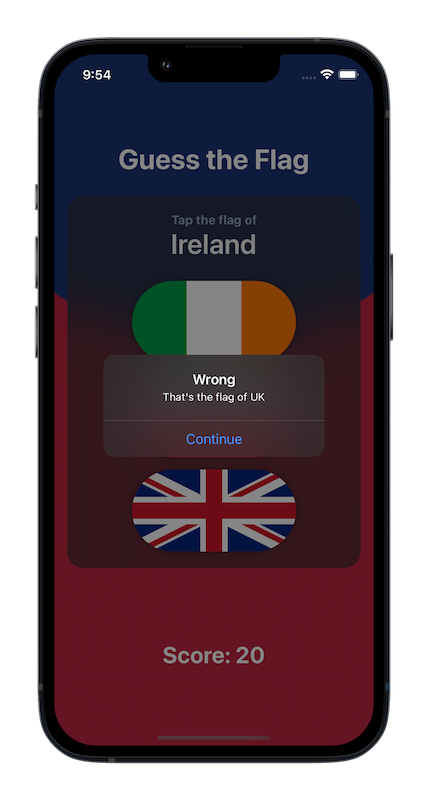 9:54
Guess the Flag
Tap the flag of
Ireland
Wrong
That's the flag of UK
Continue
Score: 20